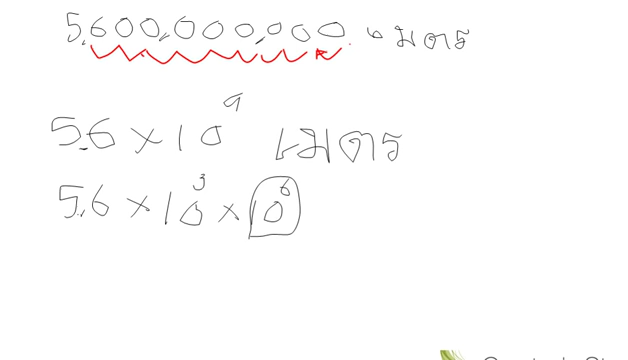 5,600,000,000 เมตร
5.6 × 10⁹ เมตร
5.6 × 10³ × 10⁶